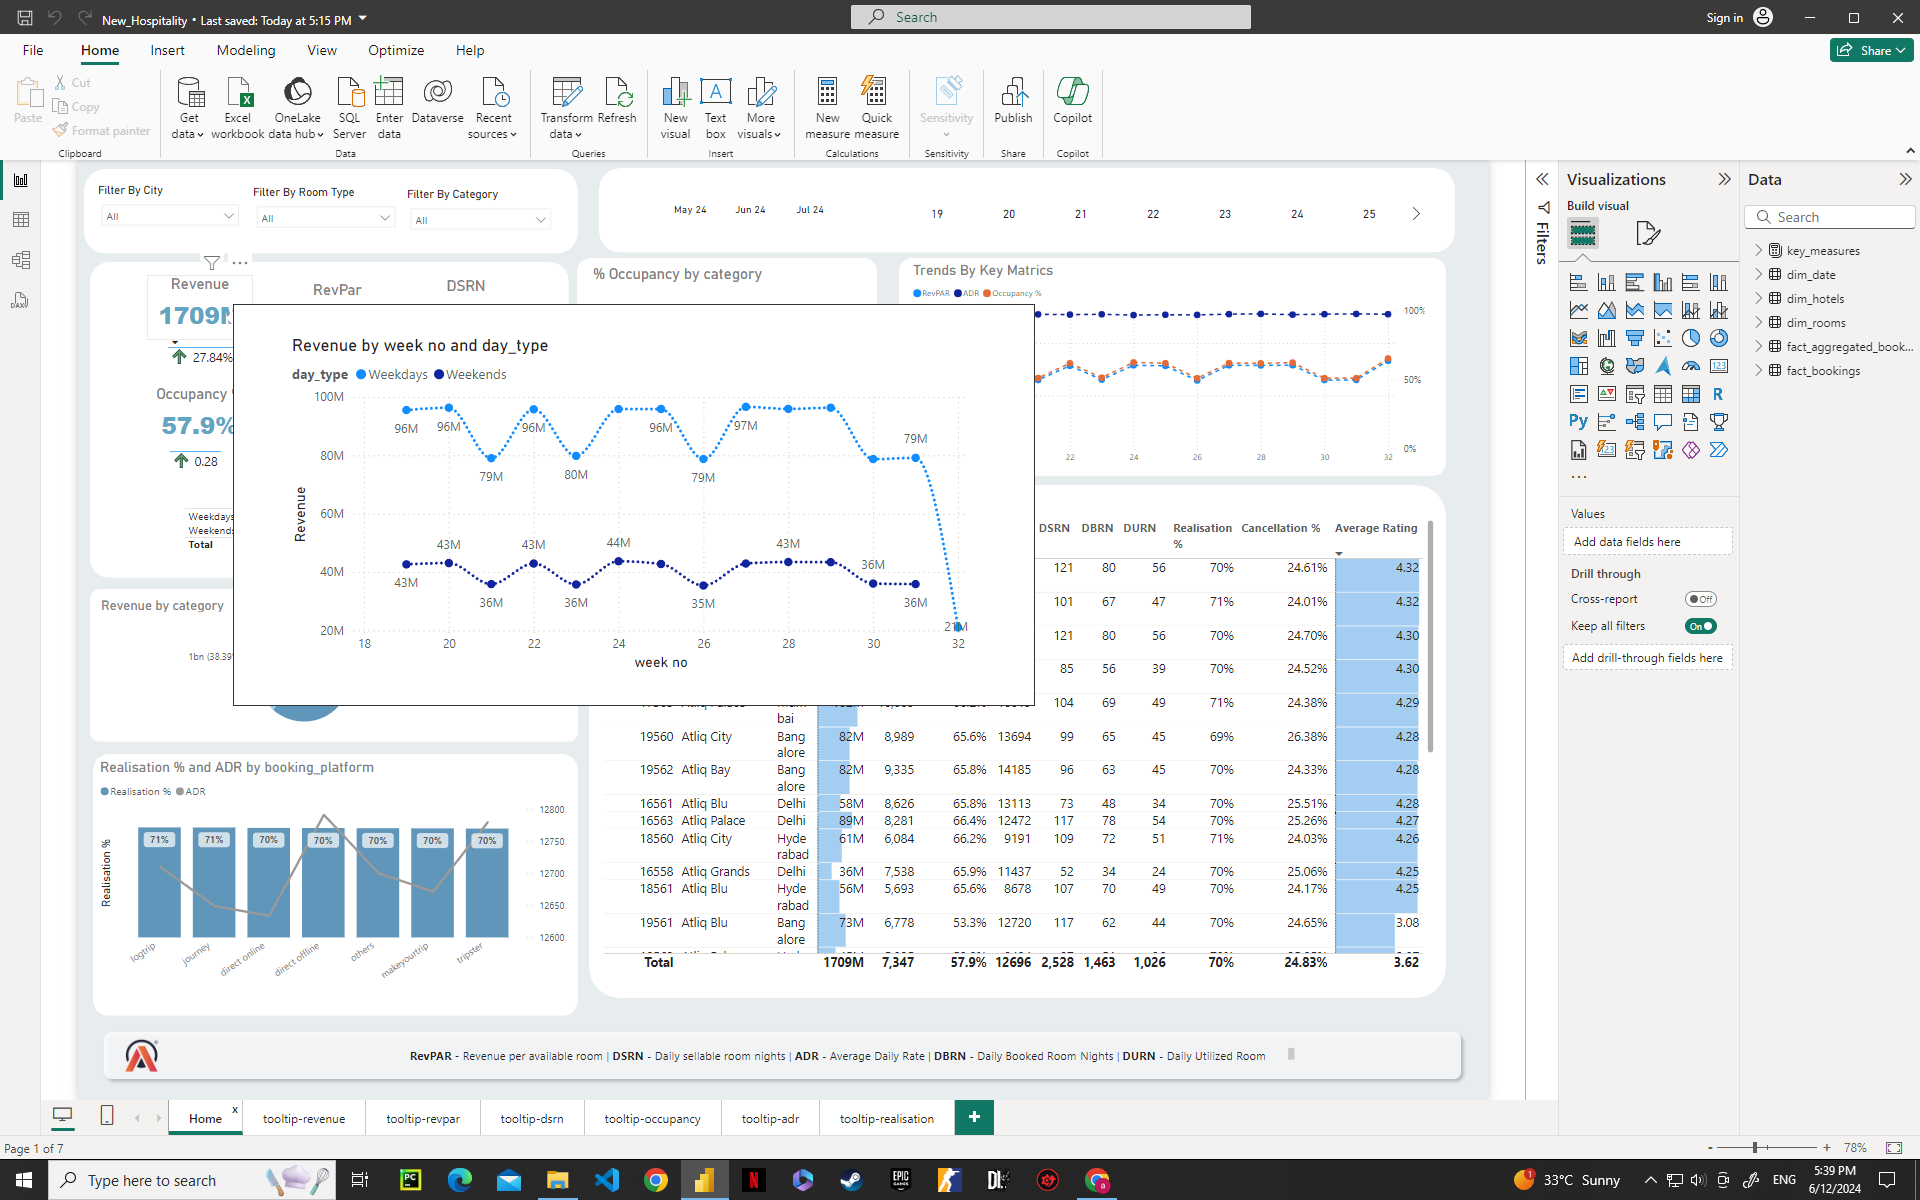 New_Hospitality • Last saved: Today at 5:15 PM
Search
Sign in
File
Home
Insert
Modeling
View
Optimize
Help
Share
Paste
Cut
Copy
Format painter
Clipboard
Get data
Excel workbook
OneLake data hub
SQL Server
Enter data
Dataverse
Recent sources
Data
Transform data
Refresh
Queries
New visual
Text box
More visuals
Insert
New measure
Quick measure
Calculations
Sensitivity
Sensitivity
Publish
Share
Copilot
Copilot
Filter By City
All
Filter By Room Type
All
Filter By Category
All
May 24 Jun 24 Jul 24
19 20 21 22 23 24 25
Revenue
1709M
27.84%
RevPar
DSRN
Occupancy
57.9%
0.28
Weekdays
Weekends
Total
% Occupancy by category
Trends By Key Matrics
RevPAR ADR Occupancy %
100%
50%
0%
22 24 26 28 30 32
Revenue by week no and day_type
day_type Weekdays Weekends
Revenue
100M
80M
60M
40M
20M
96M 96M 79M 96M 80M 96M 79M 97M 79M 21M
43M 43M 36M 43M 36M 44M 35M 43M 36M 36M
18 20 22 24 26 28 30 32
week no
Revenue by category
1bn (38.39%
DSRN DBRN DURN Realisation % Cancellation % Average Rating
121 80 56 70% 24.61% 4.32
101 67 47 71% 24.01% 4.32
121 80 56 70% 24.70% 4.30
85 56 39 70% 24.52% 4.30
bai 104 69 49 71% 24.38% 4.29
19560 Atliq City Bangalore 82M 8,989 65.6% 13694 99 65 45 69% 26.38% 4.28
19562 Atliq Bay Bangalore 82M 9,335 65.8% 14185 96 63 45 70% 24.33% 4.28
16561 Atliq Blu Delhi 58M 8,626 65.8% 13113 73 48 34 70% 25.51% 4.28
16563 Atliq Palace Delhi 89M 8,281 66.4% 12472 117 78 54 70% 25.26% 4.27
18560 Atliq City Hyderabad 61M 6,084 66.2% 9191 109 72 51 71% 24.03% 4.26
16558 Atliq Grands Delhi 36M 7,538 65.9% 11437 52 34 24 70% 25.06% 4.25
18561 Atliq Blu Hyderabad 56M 5,693 65.6% 8678 107 70 49 70% 24.17% 4.25
19561 Atliq Blu Bangalore 73M 6,778 53.3% 12720 117 62 44 70% 24.65% 3.08
Total 1709M 7,347 57.9% 12696 2,528 1,463 1,026 70% 24.83% 3.62
Realisation % and ADR by booking_platform
Realisation % ADR
Realisation %
71% 71% 70% 70% 70% 70% 70%
12800
12750
12700
12650
12600
logtrip journey direct online direct offline others makeyourtrip tripster
RevPAR - Revenue per available room | DSRN - Daily sellable room nights | ADR - Average Daily Rate | DBRN - Daily Booked Room Nights | DURN - Daily Utilized Room
Filters
Visualizations
Build visual
Values
Add data fields here
Drill through
Cross-report Off
Keep all filters On
Add drill-through fields here
Data
Search
key_measures
dim_date
dim_hotels
dim_rooms
fact_aggregated_book...
fact_bookings
Home
tooltip-revenue
tooltip-revpar
tooltip-dsrn
tooltip-occupancy
tooltip-adr
tooltip-realisation
Page 1 of 7
78%
Type here to search
33°C Sunny
ENG
5:39 PM
6/12/2024